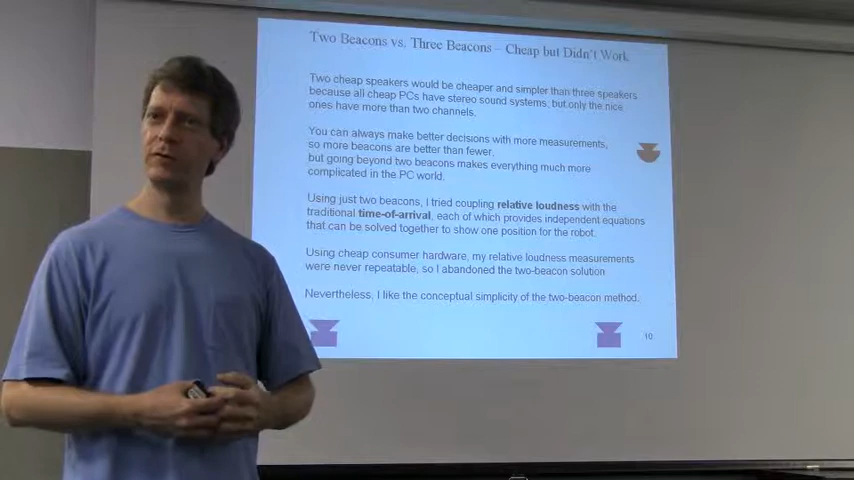 Two Beacons vs. Three Beacons – Cheap but Didn't Work
Two cheap speakers would be cheaper and simpler than three speakers
because all cheap PCs have stereo sound systems, but only the nice
ones have more than two channels.
You can always make better decisions with more measurements,
so more beacons are better than fewer,
but going beyond two beacons makes everything much more
complicated in the PC world.
Using just two beacons, I tried coupling relative loudness with the
traditional time-of-arrival, each of which provides independent equations
that can be solved together to show one position for the robot.
Using cheap consumer hardware, my relative loudness measurements
were never repeatable, so I abandoned the two-beacon solution
Nevertheless, I like the conceptual simplicity of the two-beacon method.
10